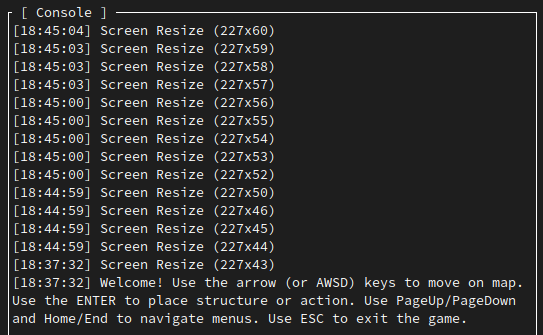 [ Console ]
[18:45:04] Screen Resize (227x60)
[18:45:03] Screen Resize (227x59)
[18:45:03] Screen Resize (227x58)
[18:45:03] Screen Resize (227x57)
[18:45:00] Screen Resize (227x56)
[18:45:00] Screen Resize (227x55)
[18:45:00] Screen Resize (227x54)
[18:45:00] Screen Resize (227x53)
[18:45:00] Screen Resize (227x52)
[18:44:59] Screen Resize (227x50)
[18:44:59] Screen Resize (227x46)
[18:44:59] Screen Resize (227x45)
[18:44:59] Screen Resize (227x44)
[18:37:32] Screen Resize (227x43)
[18:37:32] Welcome! Use the arrow (or AWSD) keys to move on map.
Use the ENTER to place structure or action. Use PageUp/PageDown
and Home/End to navigate menus. Use ESC to exit the game.